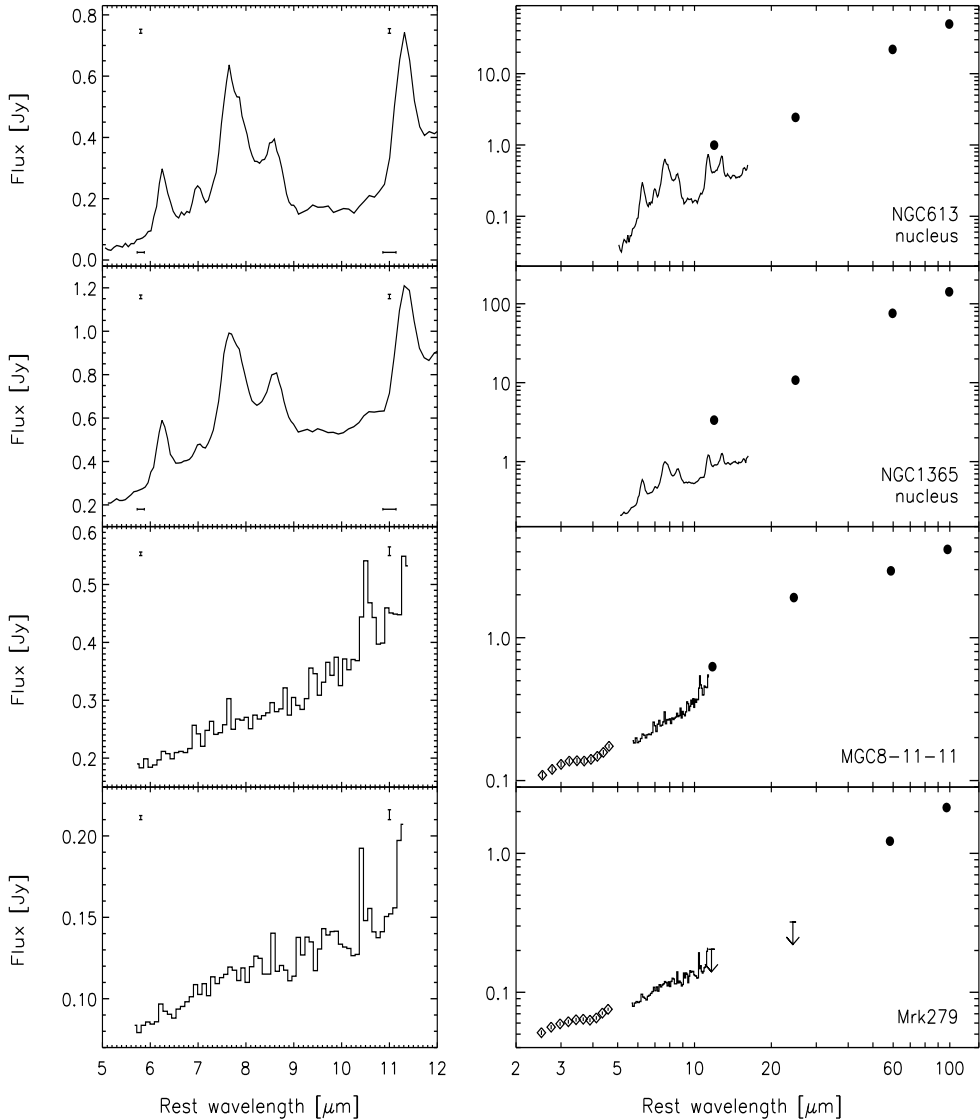 0.8
0.6
0.4
0.2
0.0
Flux [Jy]
10.0
1.0
0.1
NGC613
nucleus
1.2
1.0
0.8
0.6
0.4
0.2
Flux [Jy]
100
10
1
NGC1365
nucleus
0.6
0.5
0.4
0.3
0.2
Flux [Jy]
1.0
0.1
MGC8-11-11
0.20
0.15
0.10
Flux [Jy]
1.0
0.1
Mrk279
5 6 7 8 9 10 11 12
2 3 4 5 10 20 60 100
Rest wavelength [μm]
Rest wavelength [μm]